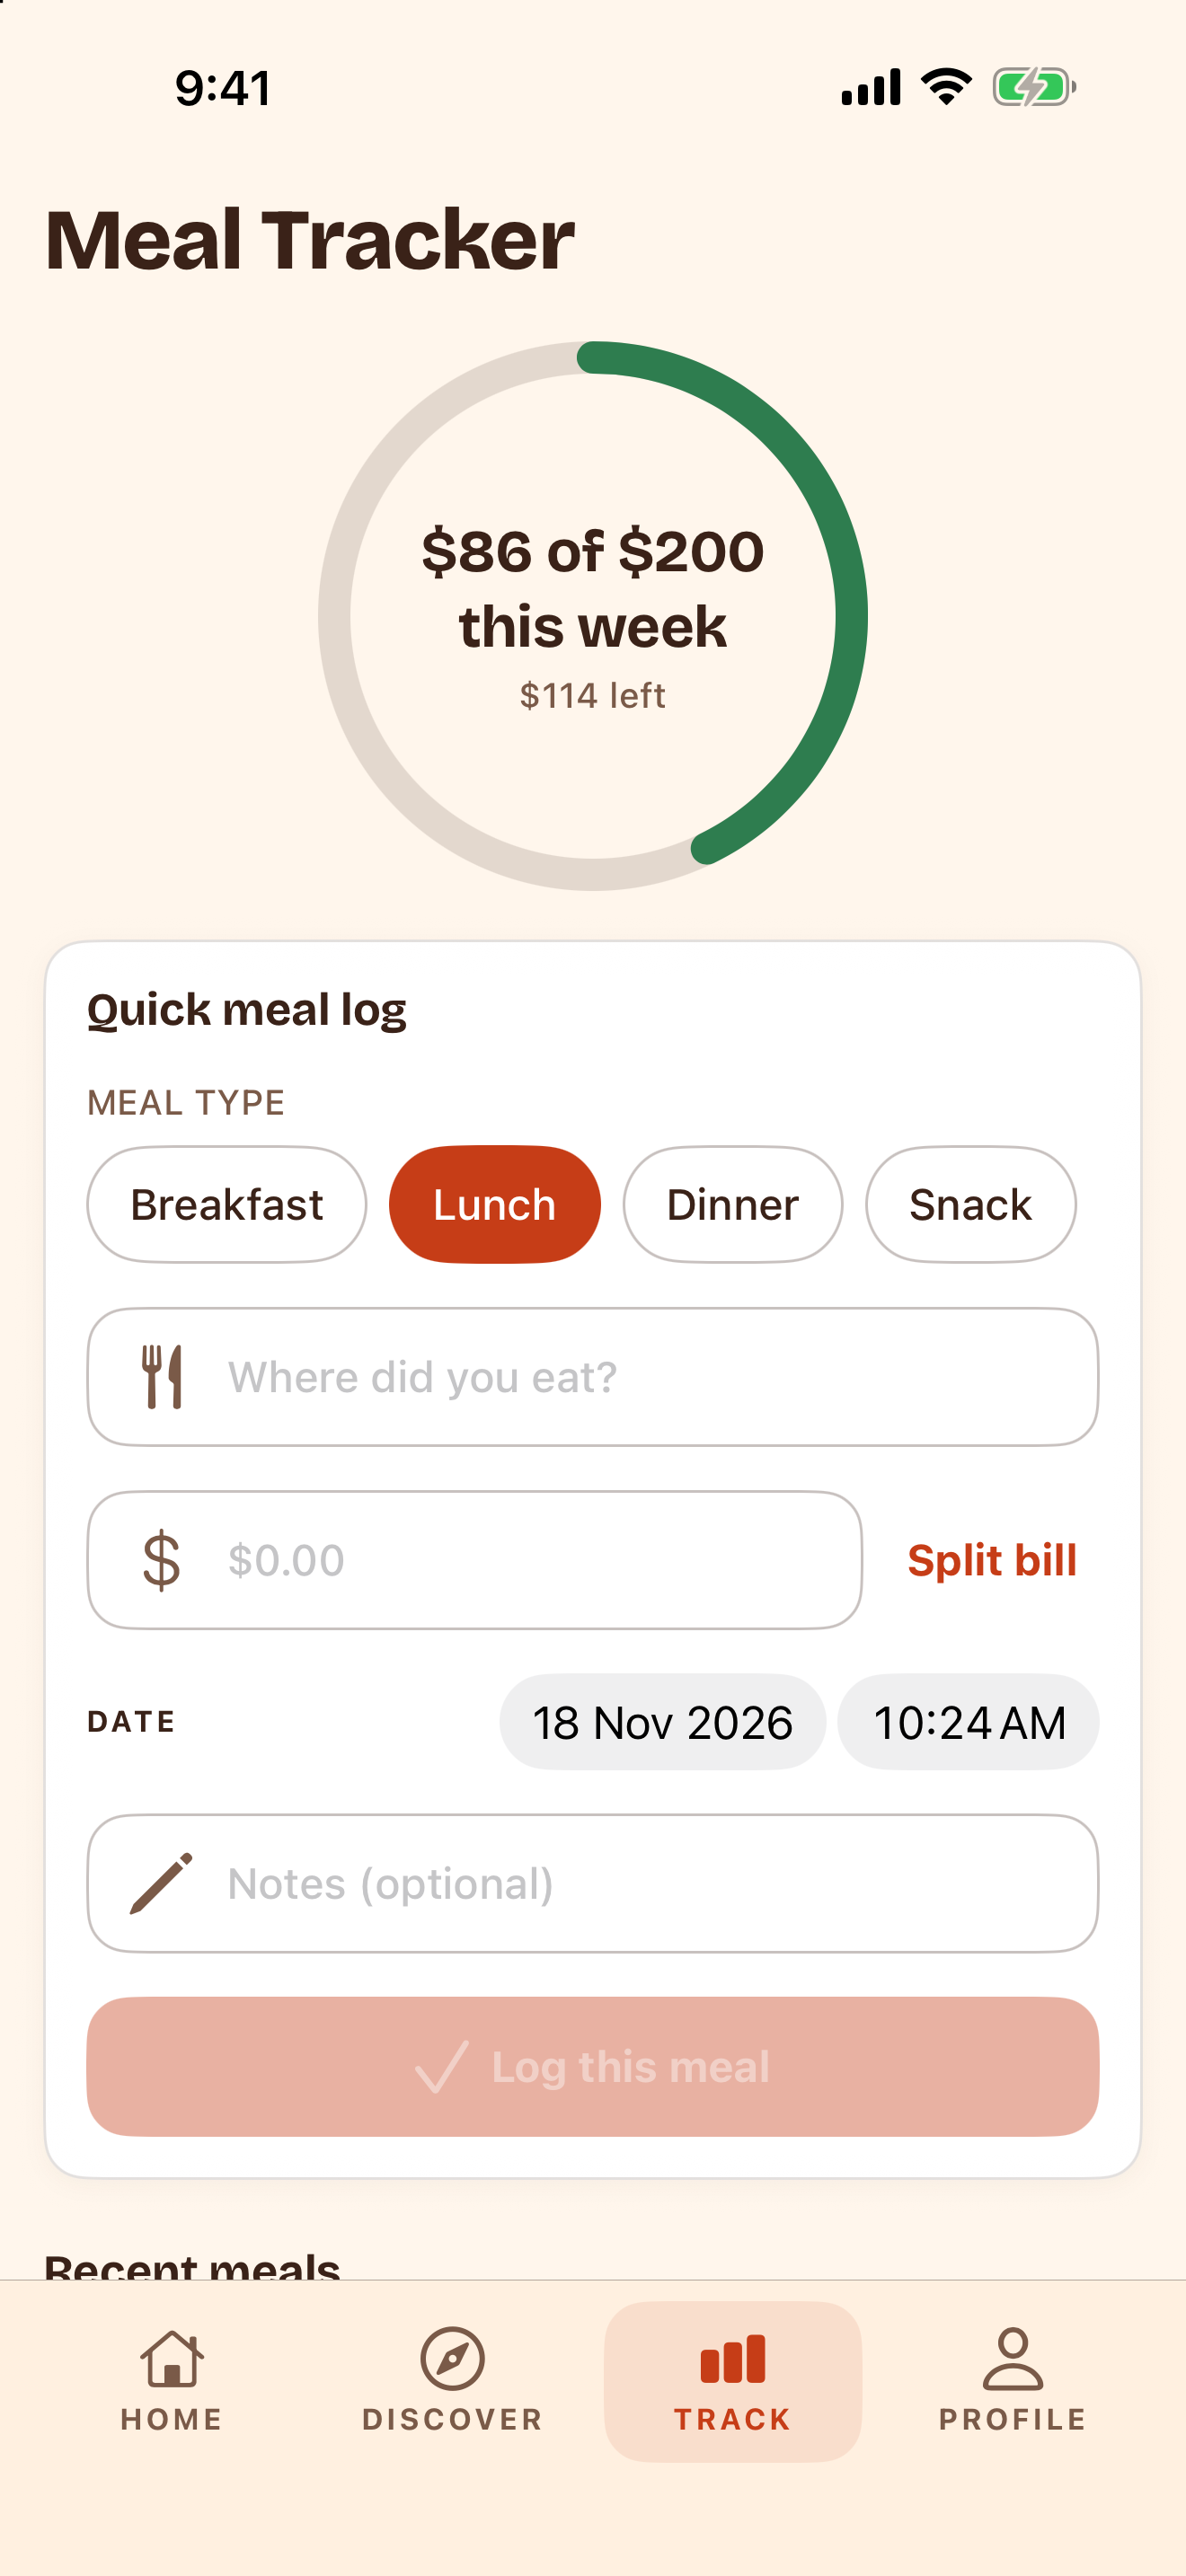 9:41
Meal Tracker
$86 of $200
this week
$114 left
Quick meal log
MEAL TYPE
Breakfast
Lunch
Dinner
Snack
Where did you eat?
$ $0.00
Split bill
DATE
18 Nov 2026
10:24 AM
Notes (optional)
Log this meal
Recent meals
HOME
DISCOVER
TRACK
PROFILE